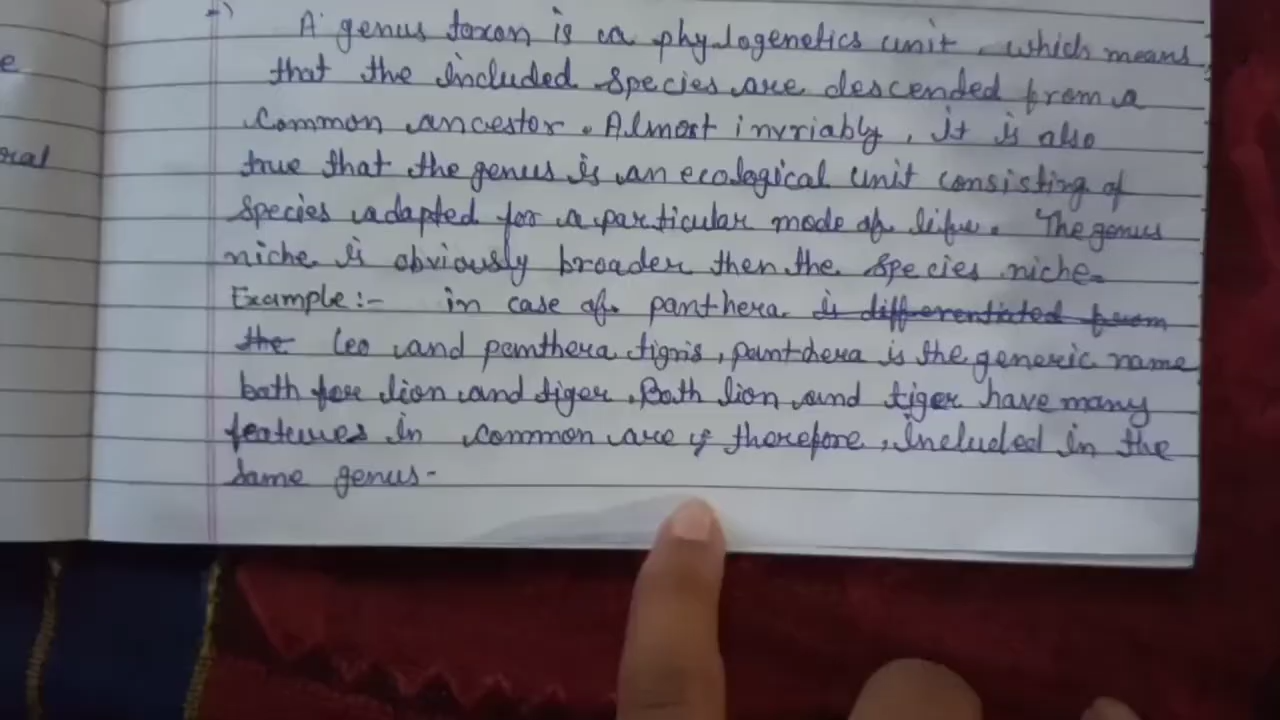 e
oral
A genus taxon is a phylogenetics unit, which means
that the included species are descended from a
common ancestor. Almost invriably, it is also
true that the genus is an ecological unit consisting of
species adapted for a particular mode of life. The genus
niche is obviously broader then the species niche.
Example:- in case of panthera is differentiated from
the leo and panthera tigris, panthera is the generic name
both for lion and tiger. Both lion and tiger have many
features in common are & therefore, included in the
same genus-